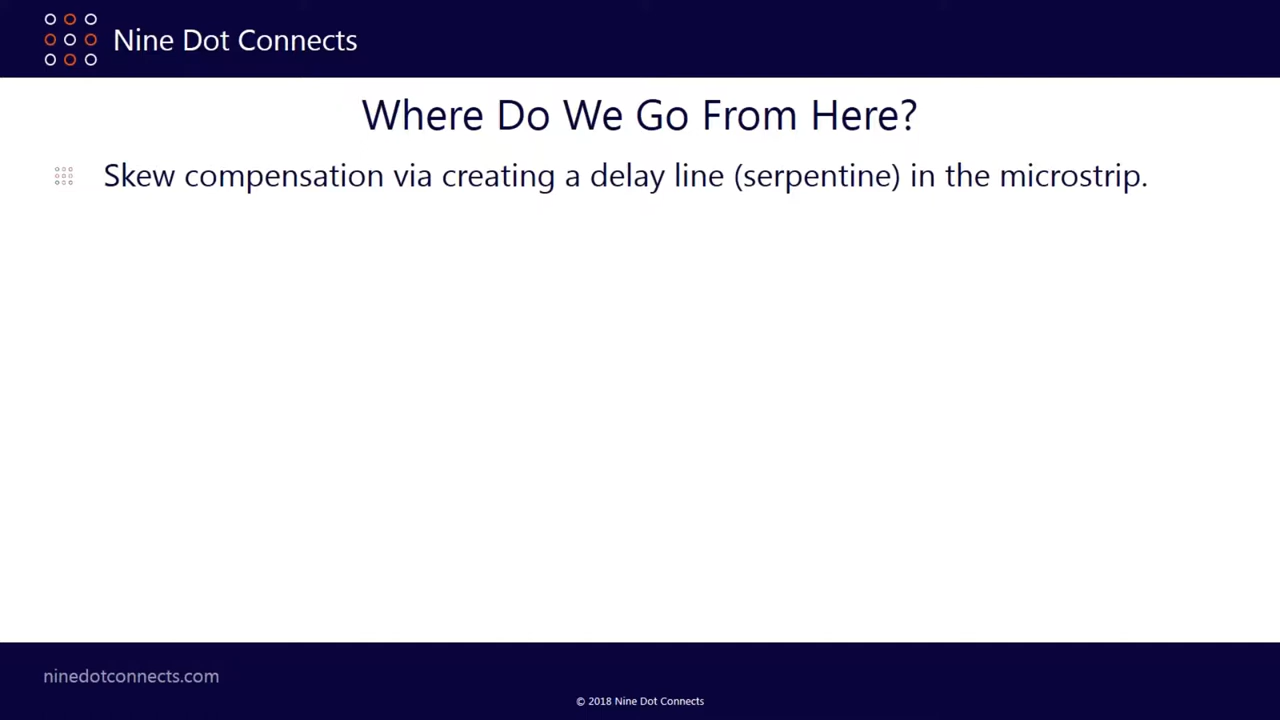 Nine Dot Connects
Where Do We Go From Here?
Skew compensation via creating a delay line (serpentine) in the microstrip.
ninedotconnects.com
© 2018 Nine Dot Connects